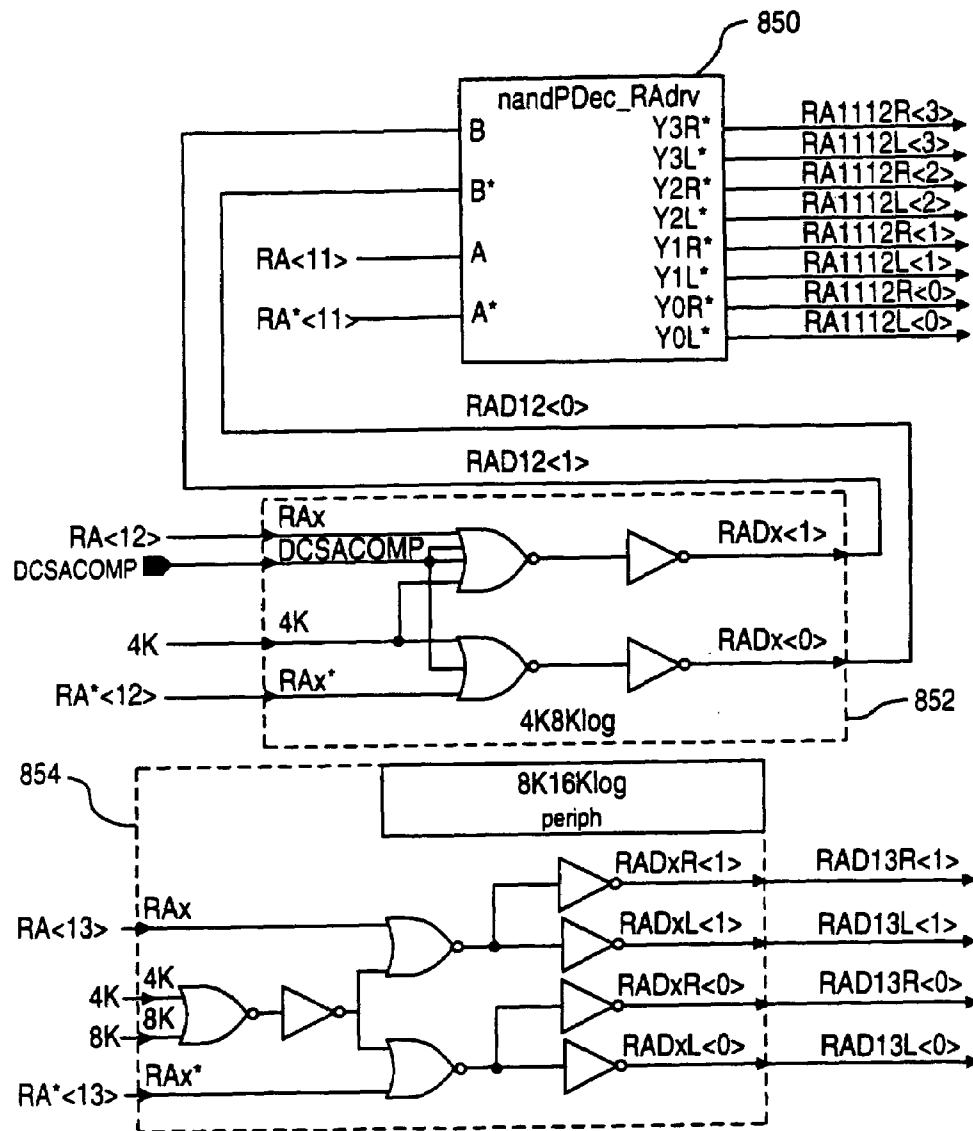 850
nandPDec_RAdrv
B
Y3R*
RA1112R<3>
Y3L*
RA1112L<3>
B*
Y2R*
RA1112R<2>
Y2L*
RA1112L<2>
RA<11>
A
Y1R*
RA1112R<1>
Y1L*
RA1112L<1>
RA*<11>
A*
Y0R*
RA1112R<0>
Y0L*
RA1112L<0>
RAD12<0>
RAD12<1>
RA<12>
RAx
DCSACOMP
DCSACOMP
RADx<1>
4K
4K
RADx<0>
RA*<12>
RAx*
4K8Klog
852
854
8K16Klog
periph
RADxR<1>
RAD13R<1>
RA<13>
RAx
RADxL<1>
RAD13L<1>
4K
4K
RADxR<0>
RAD13R<0>
8K
8K
RADxL<0>
RAD13L<0>
RA*<13>
RAx*